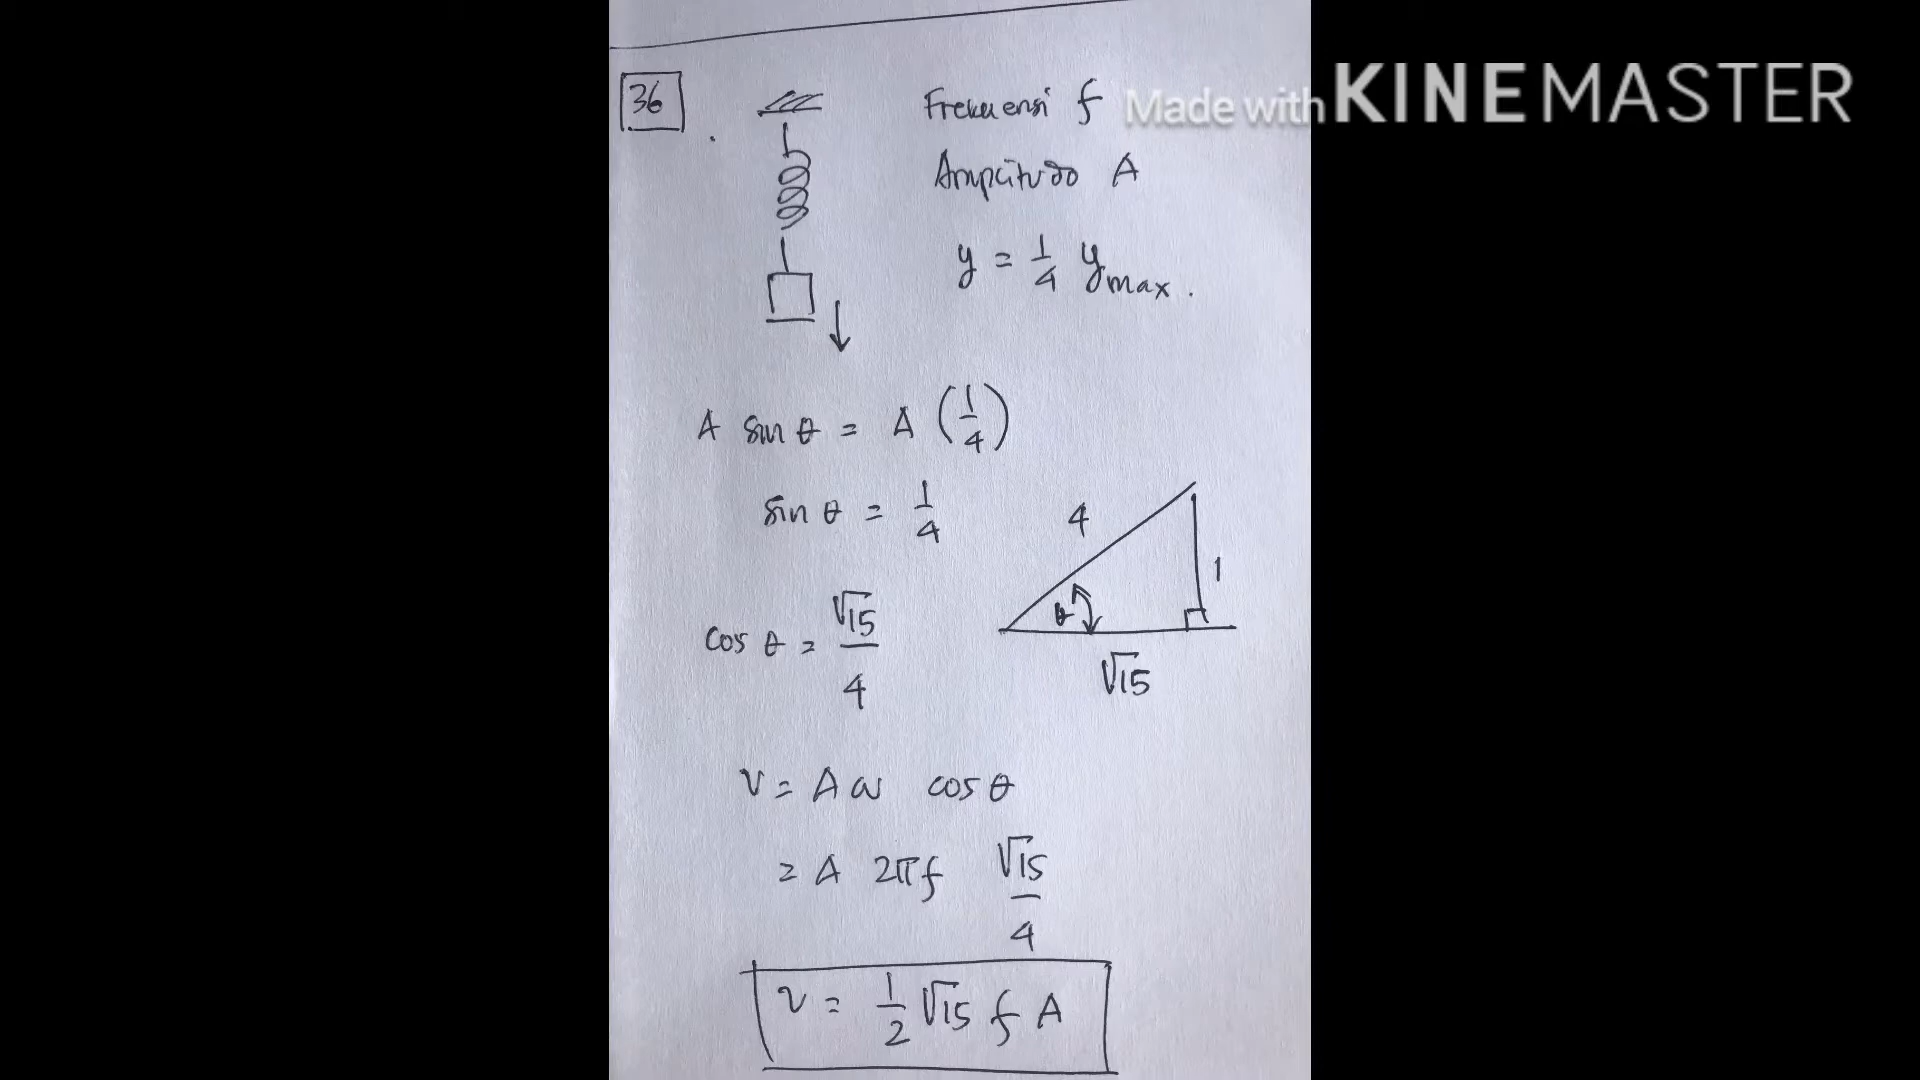 36
Frekuensi f
Made with KINEMASTER
Amplitudo A
y = 1/4 ymax.
A sin θ = A (1/4)
sin θ = 1/4
4
1
θ
√15
cos θ = √15/4
v = A ω cos θ
= A 2πf √15/4
v = 1/2 √15 f A